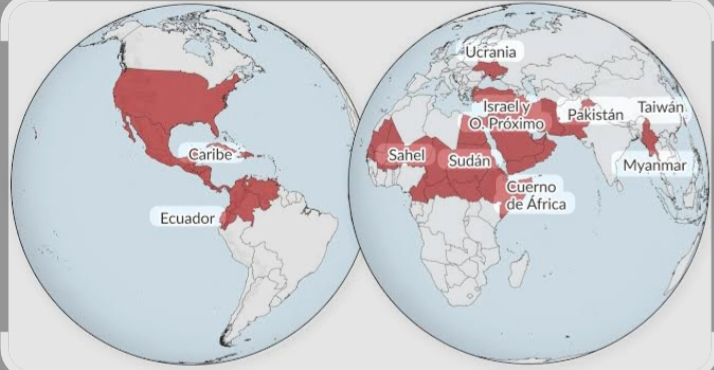 Caribe
Ecuador
Ucrania
Israel y
O. Próximo
Pakistán
Taiwán
Sahel
Sudán
Myanmar
Cuerno
de África